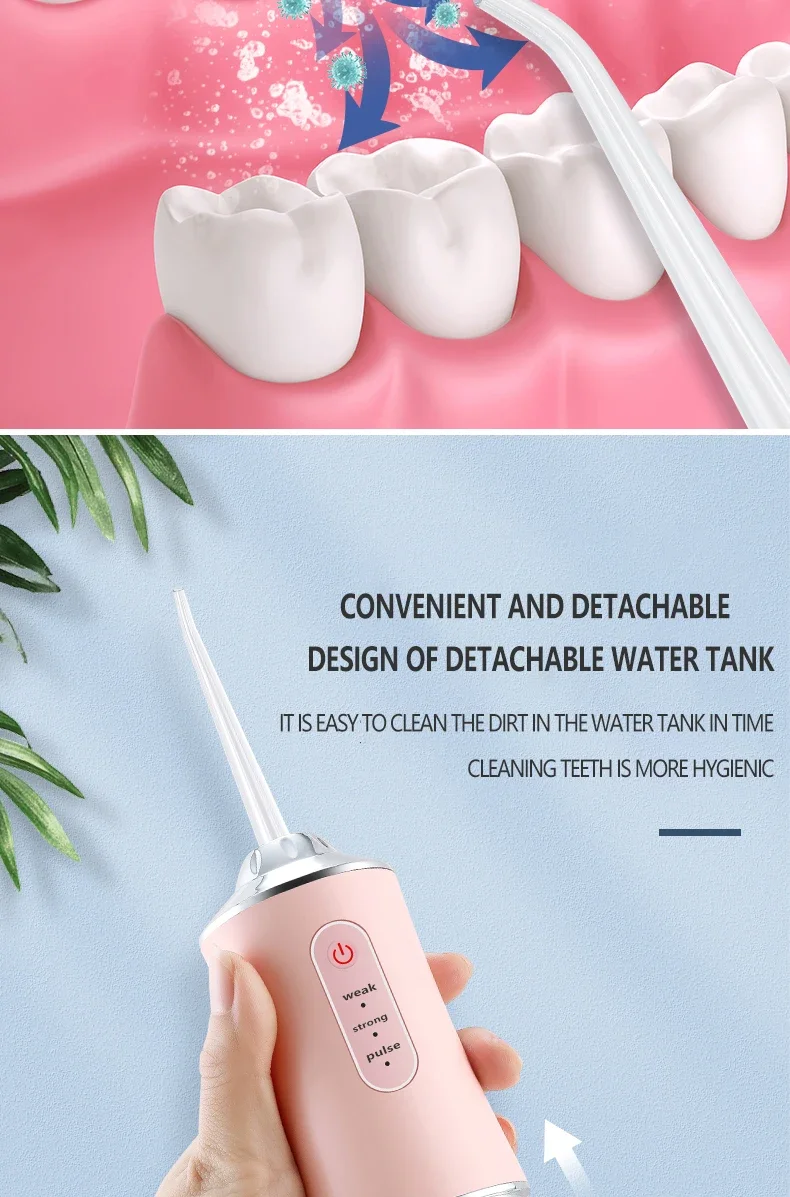 CONVENIENT AND DETACHABLE
DESIGN OF DETACHABLE WATER TANK
IT IS EASY TO CLEAN THE DIRT IN THE WATER TANK IN TIME
CLEANING TEETH IS MORE HYGIENIC
weak
strong
pulse